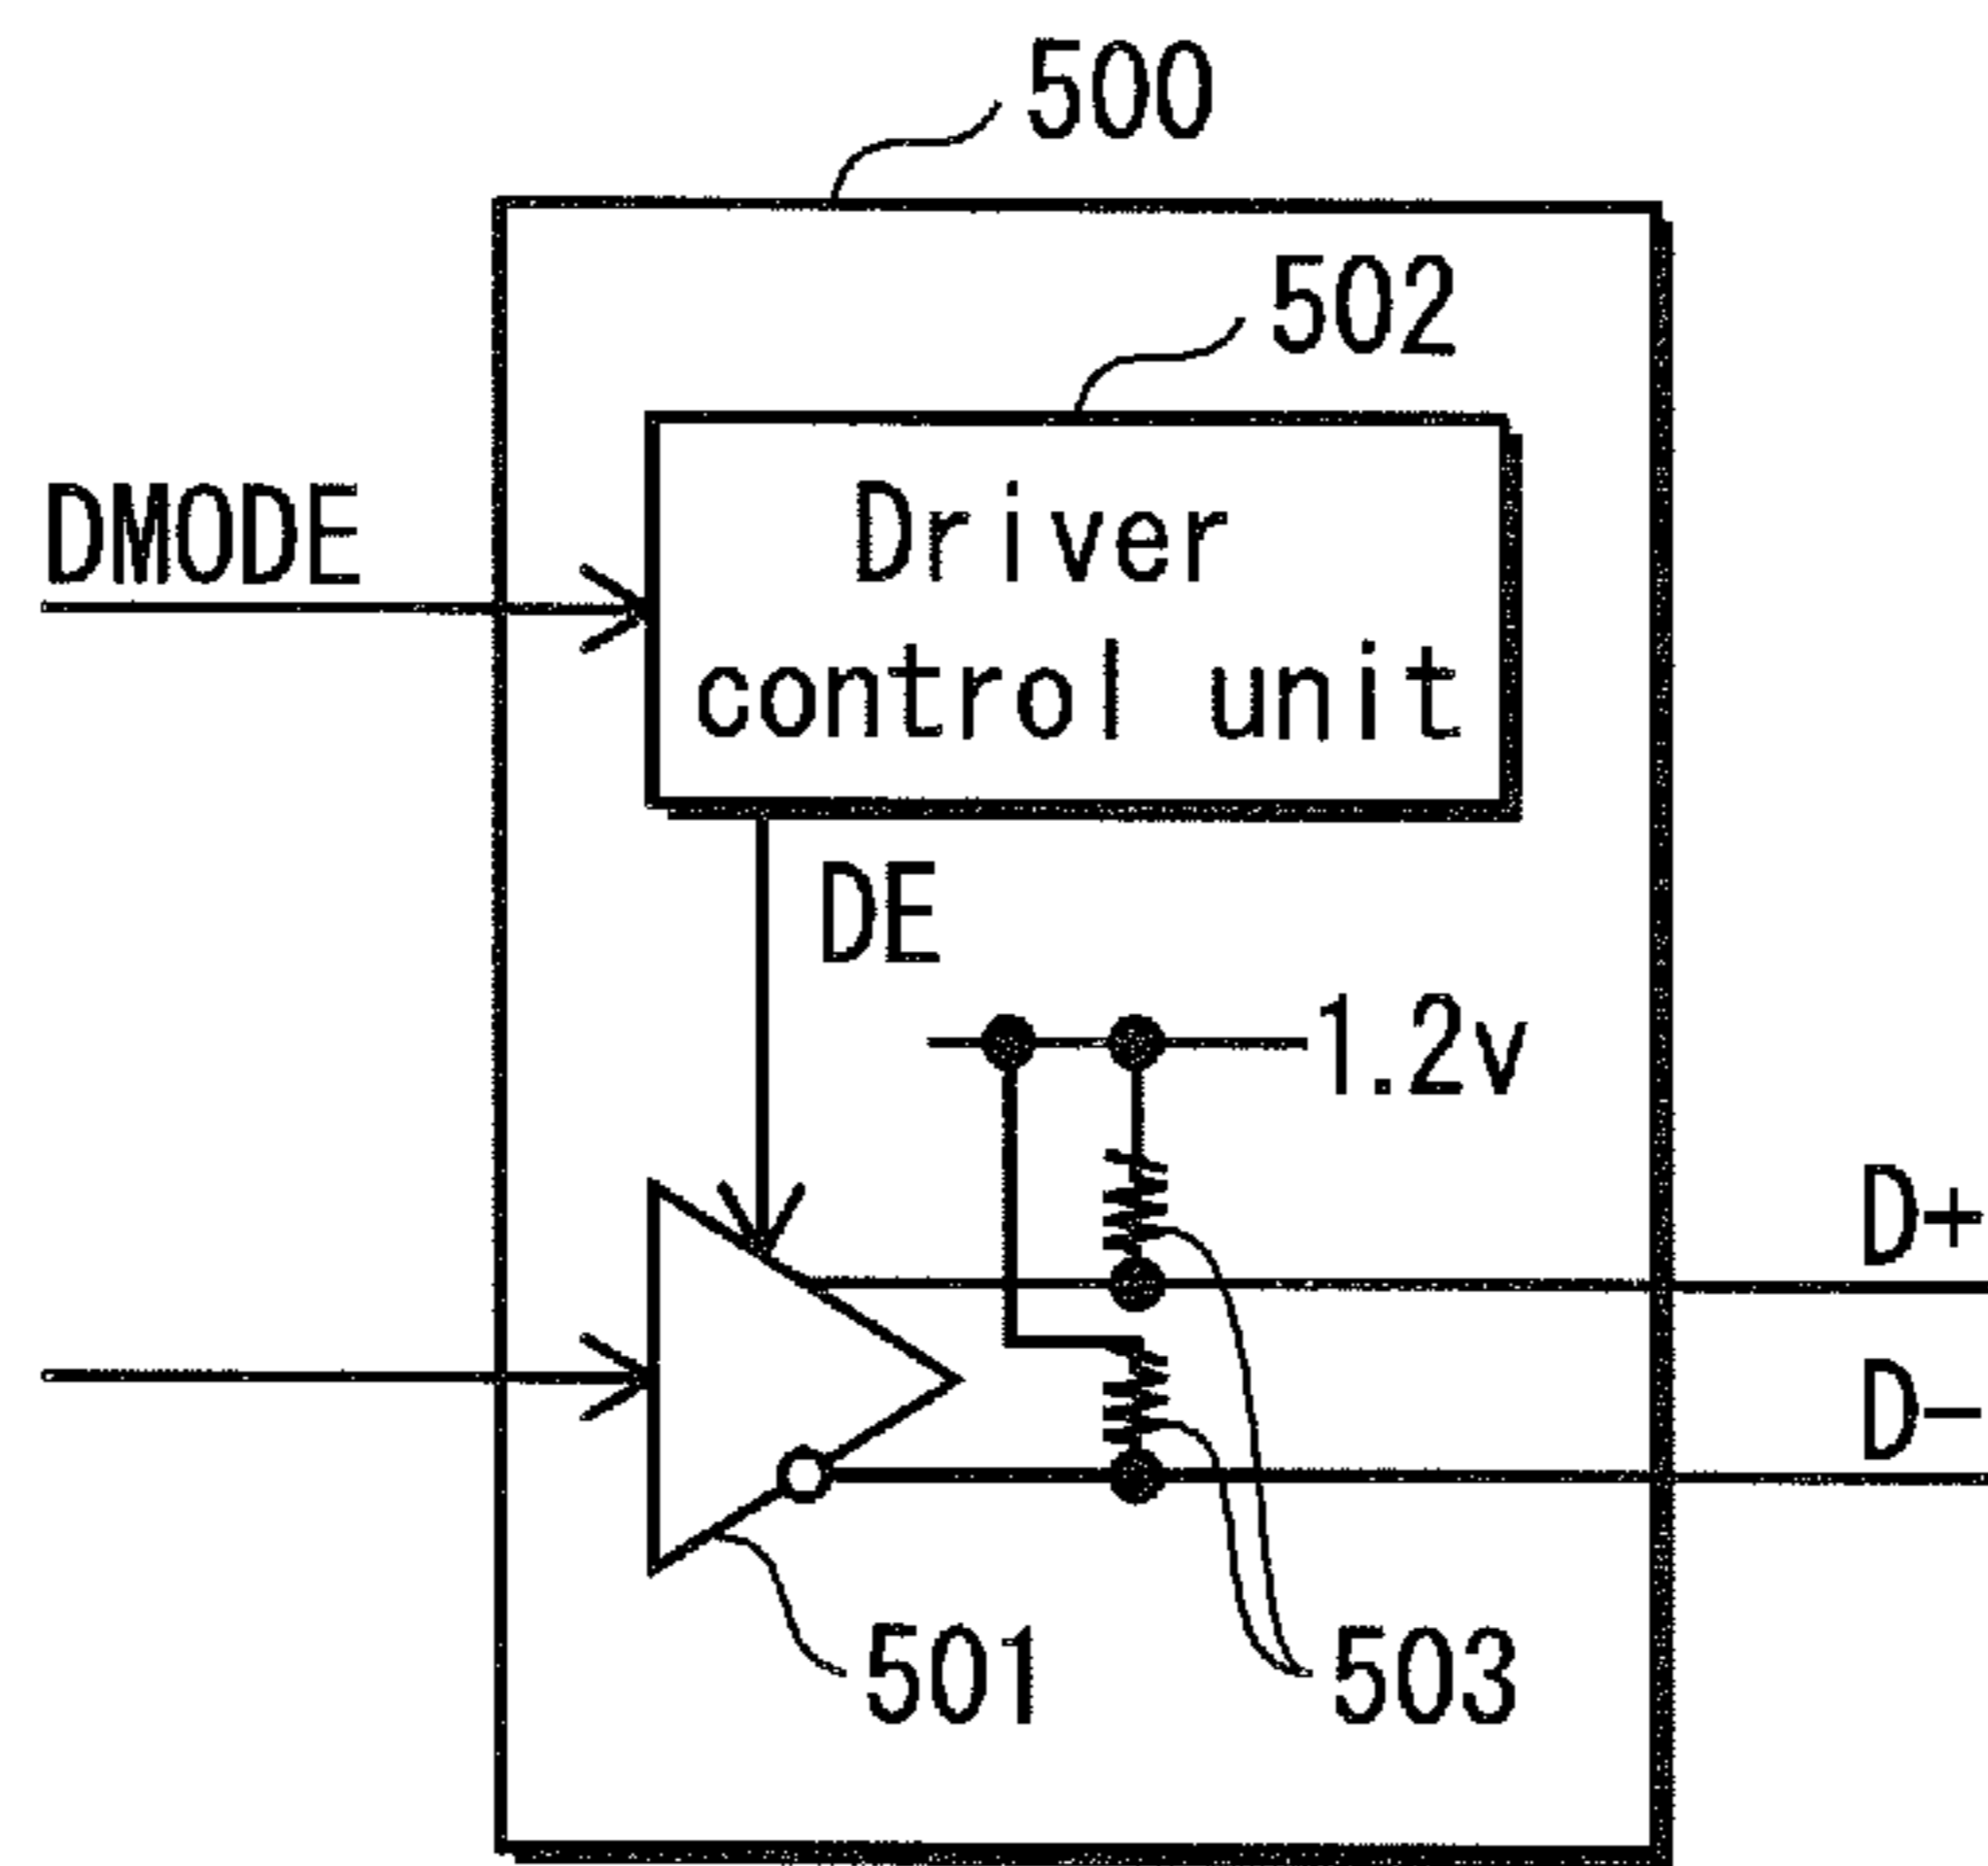 500
502
DMODE
Driver
control unit
DE
1.2v
D+
D-
501
503